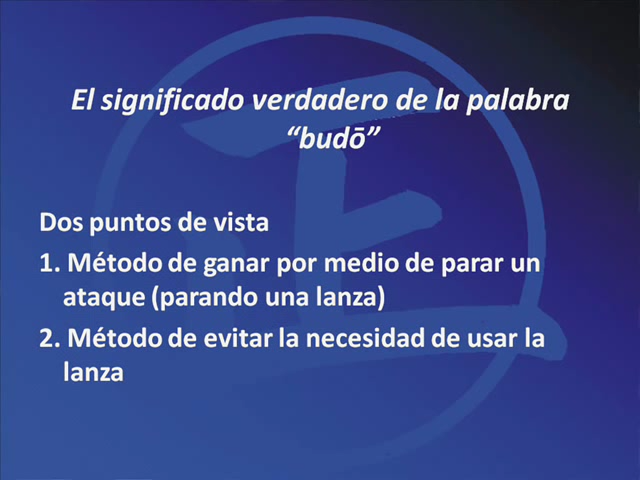 El significado verdadero de la palabra
“budō”
Dos puntos de vista
1. Método de ganar por medio de parar un
ataque (parando una lanza)
2. Método de evitar la necesidad de usar la
lanza
正